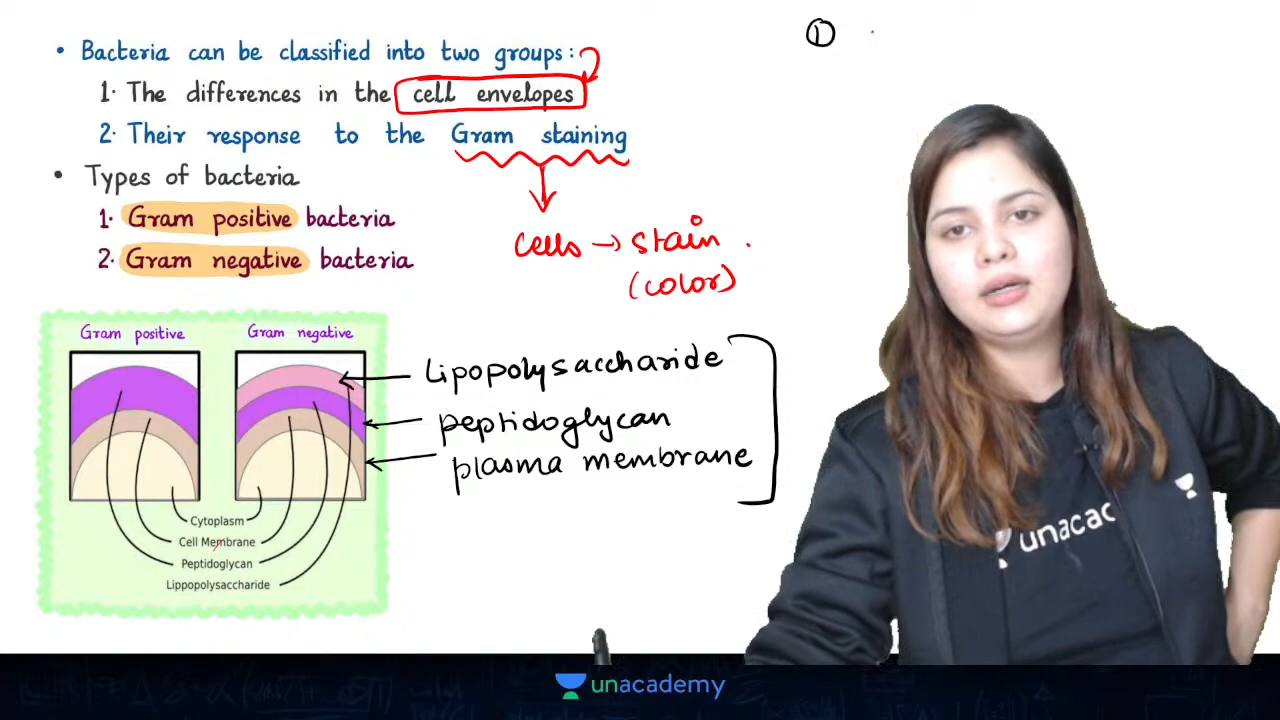 ①
• Bacteria can be classified into two groups:
1. The differences in the cell envelopes
2. Their response to the Gram staining
• Types of bacteria
1. Gram positive bacteria
2. Gram negative bacteria
cells → stain.
(color)
Gram positive Gram negative
Lipopolysaccharide
peptidoglycan
plasma membrane
Cytoplasm
Cell Membrane
Peptidoglycan
Lippopolysaccharide
unacac
unacademy